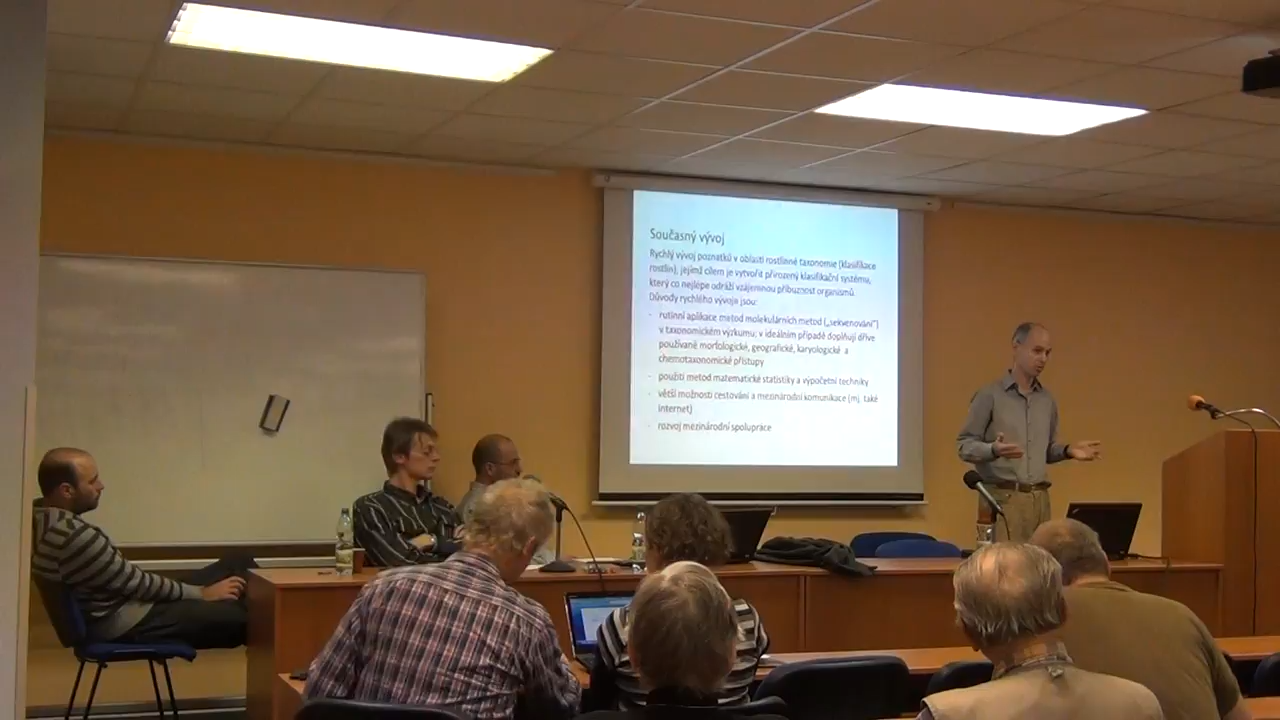 Současný vývoj
Rychlý vývoj poznatků v oblasti rostlinné taxonomie (klasifikace
rostlin), jejímž cílem je vytvořit přirozený klasifikační systému,
který co nejlépe odráží vzájemnou příbuznost organismů.
Důvody rychlého vývoje jsou:
- rutinní aplikace metod molekulárních metod („sekvenování")
v taxonomickém výzkumu; v ideálním případě doplňují dříve
používané morfologické, geografické, karyologické a
chemotaxonomické přístupy
- použití metod matematické statistiky a výpočetní techniky
- větší možnosti cestování a mezinárodní komunikace (mj. také
internet)
- rozvoj mezinárodní spolupráce